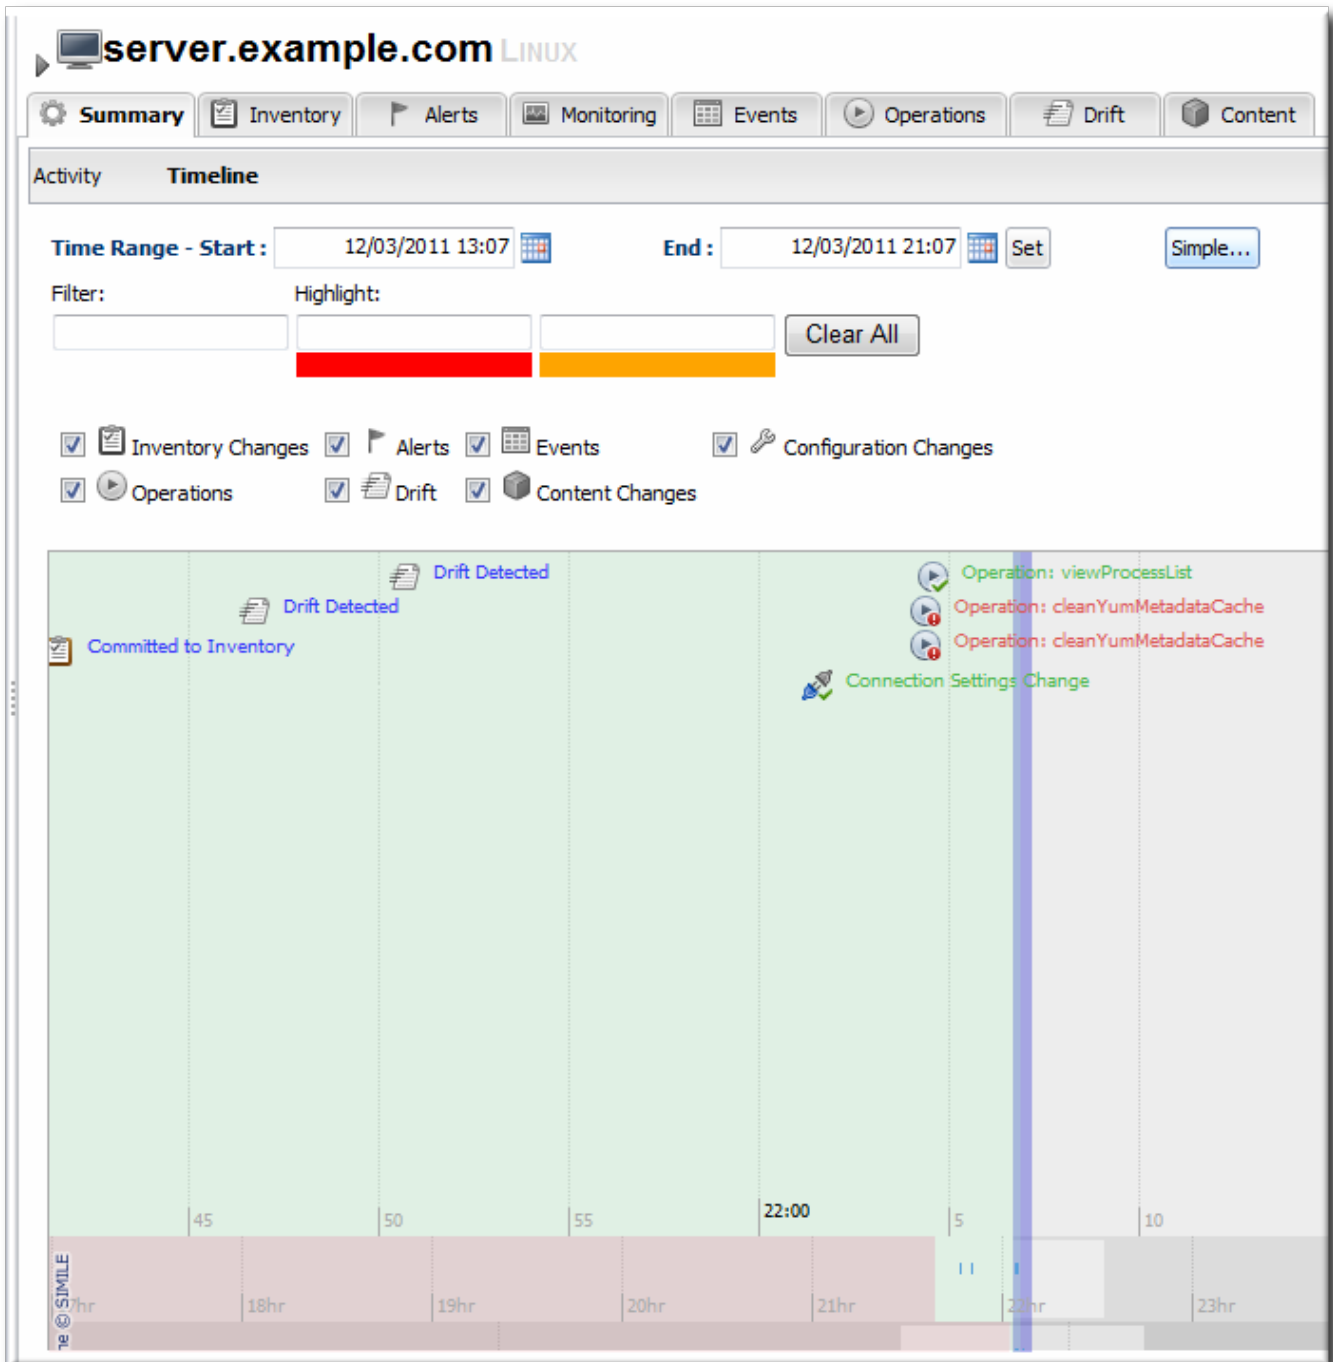 server.example.com LINUX
Summary Inventory Alerts Monitoring Events Operations Drift Content
Activity Timeline
Time Range - Start : 12/03/2011 13:07 End : 12/03/2011 21:07 Set Simple...
Filter: Highlight:
Clear All
Inventory Changes Alerts Events Configuration Changes
Operations Drift Content Changes
Drift Detected Operation: viewProcessList
Drift Detected Operation: cleanYumMetadataCache
Committed to Inventory Operation: cleanYumMetadataCache
Connection Settings Change
45 50 55 22:00 5 10
© SIMILE
18hr 19hr 20hr 21hr 22hr 23hr